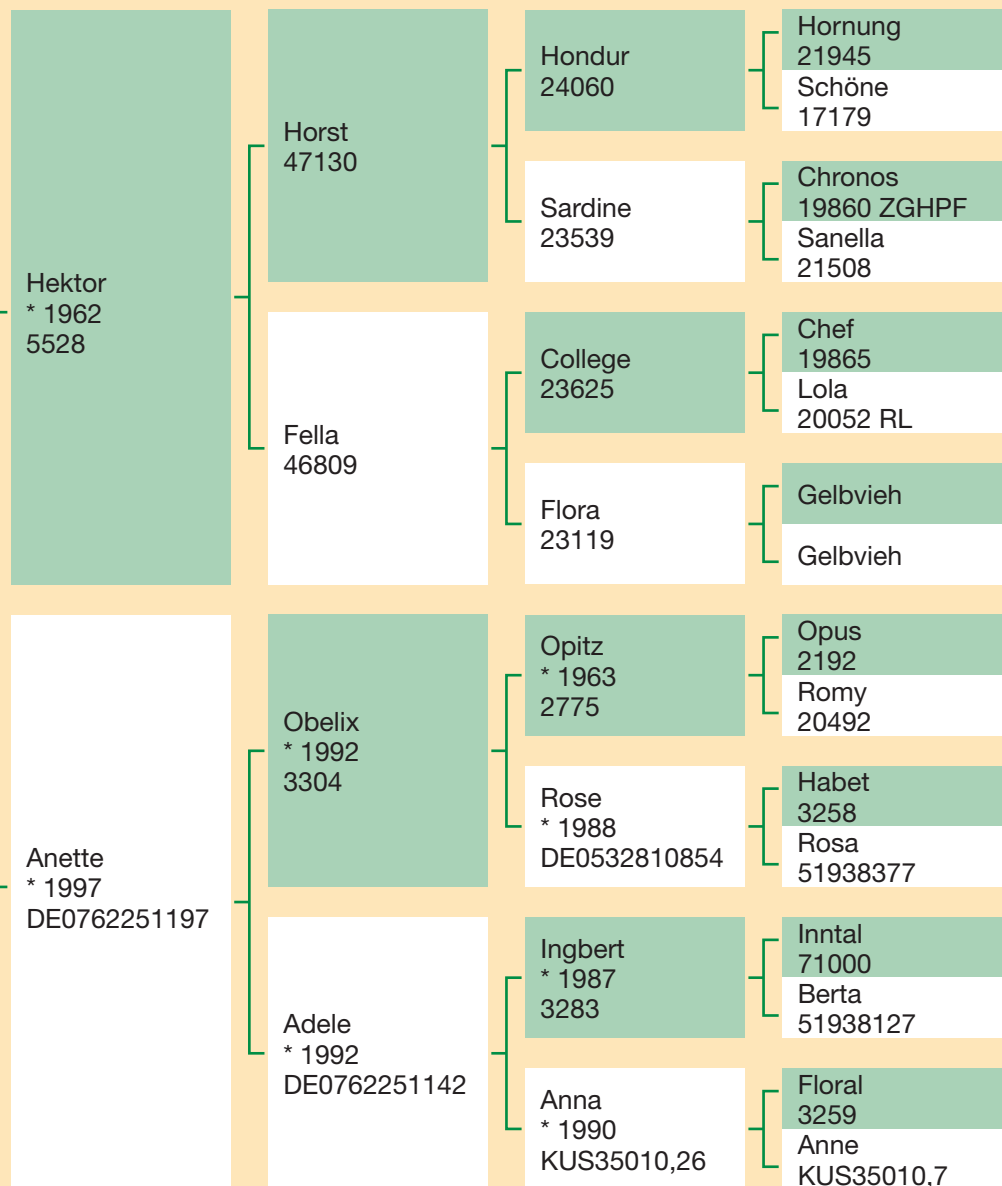 Hektor
* 1962
5528
Horst
47130
Hondur
24060
Hornung
21945
Schöne
17179
Sardine
23539
Chronos
19860 ZGHPF
Sanella
21508
Fella
46809
College
23625
Chef
19865
Lola
20052 RL
Flora
23119
Gelbvieh
Gelbvieh
Anette
* 1997
DE0762251197
Obelix
* 1992
3304
Opitz
* 1963
2775
Opus
2192
Romy
20492
Rose
* 1988
DE0532810854
Habet
3258
Rosa
51938377
Adele
* 1992
DE0762251142
Ingbert
* 1987
3283
Inntal
71000
Berta
51938127
Anna
* 1990
KUS35010,26
Floral
3259
Anne
KUS35010,7